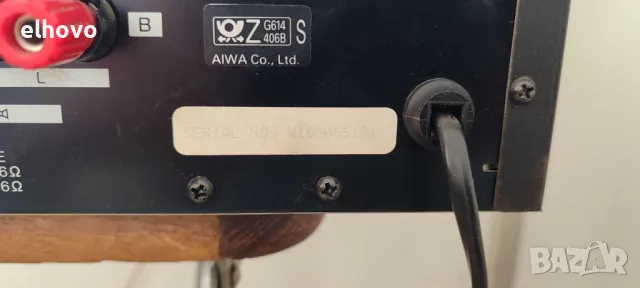 elhovo
B
Z G614 406B S
AIWA Co., Ltd.
L
SERIAL NO.
E
6Ω
6Ω
BAZAR